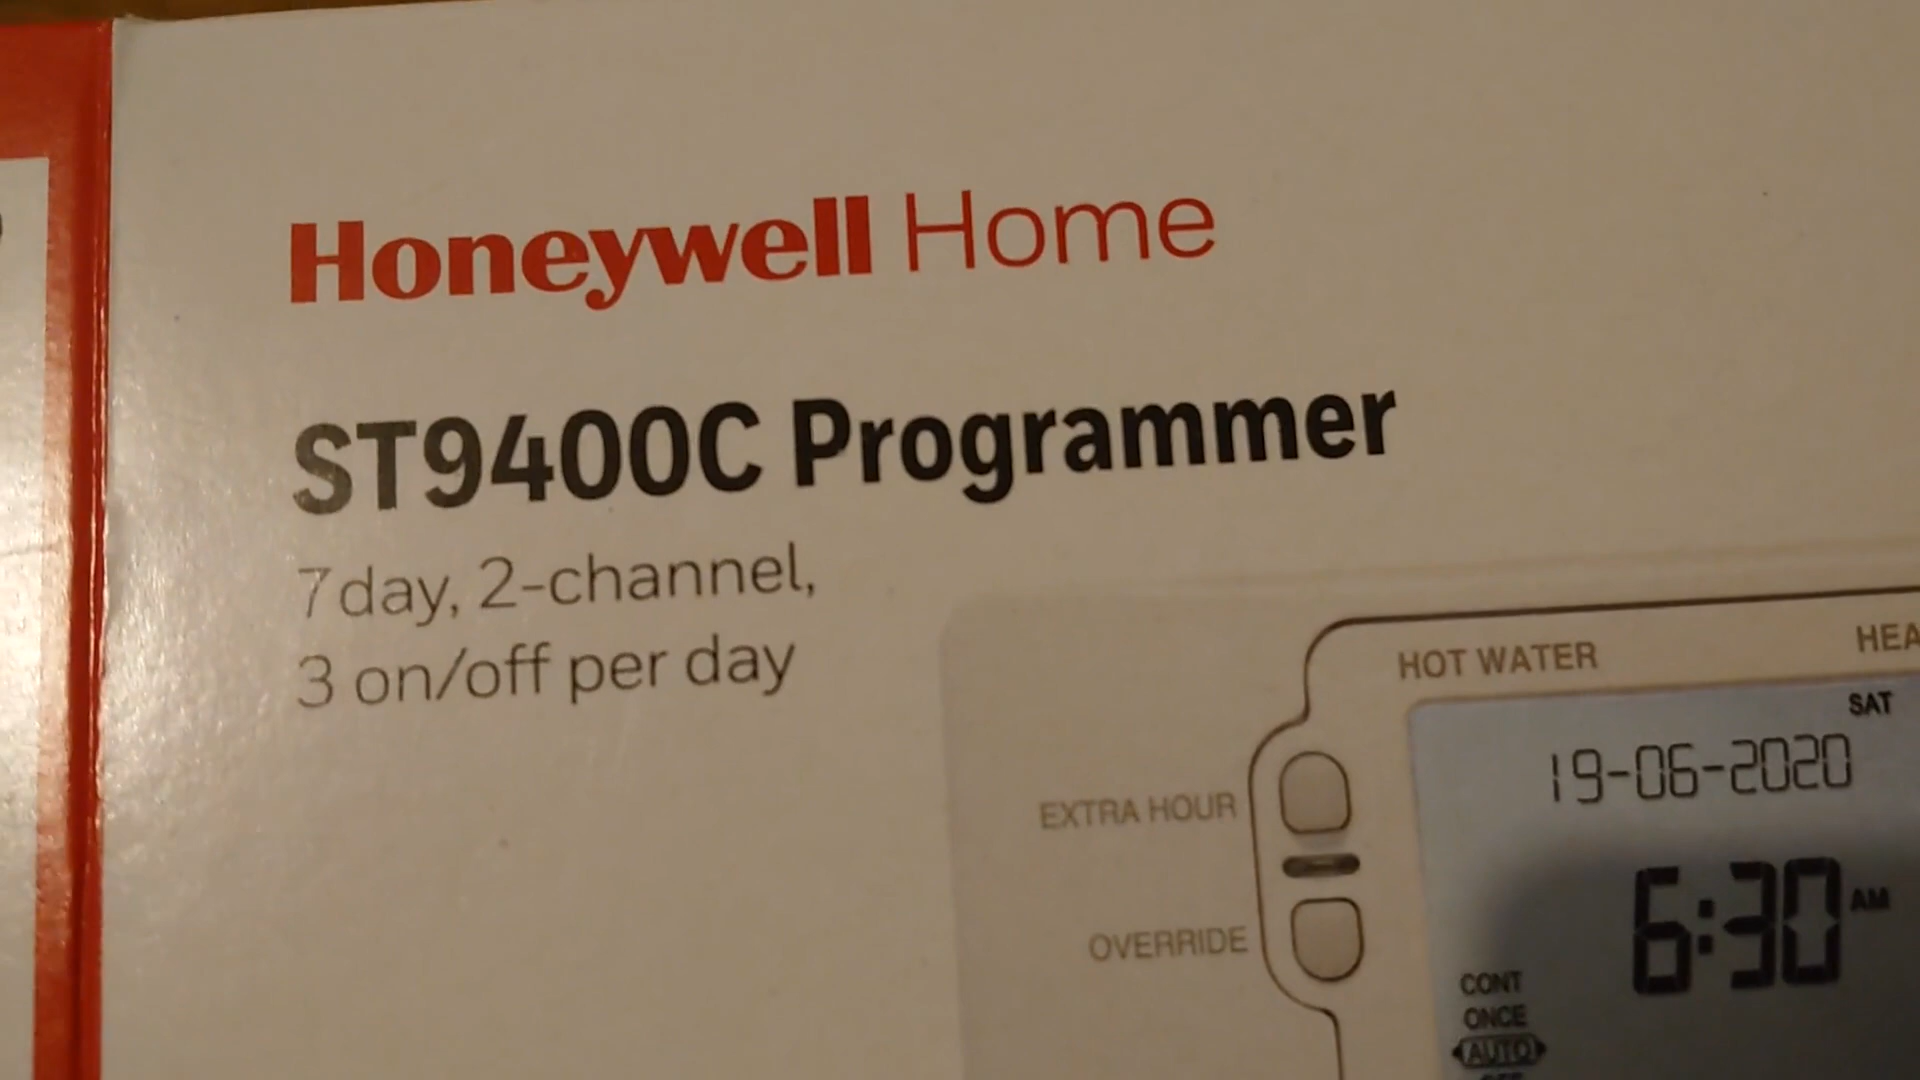 Honeywell Home
ST9400C Programmer
7 day, 2-channel,
3 on/off per day
HOT WATER
SAT
19-06-2020
EXTRA HOUR
6:30 AM
OVERRIDE
CONT
ONCE
AUTO